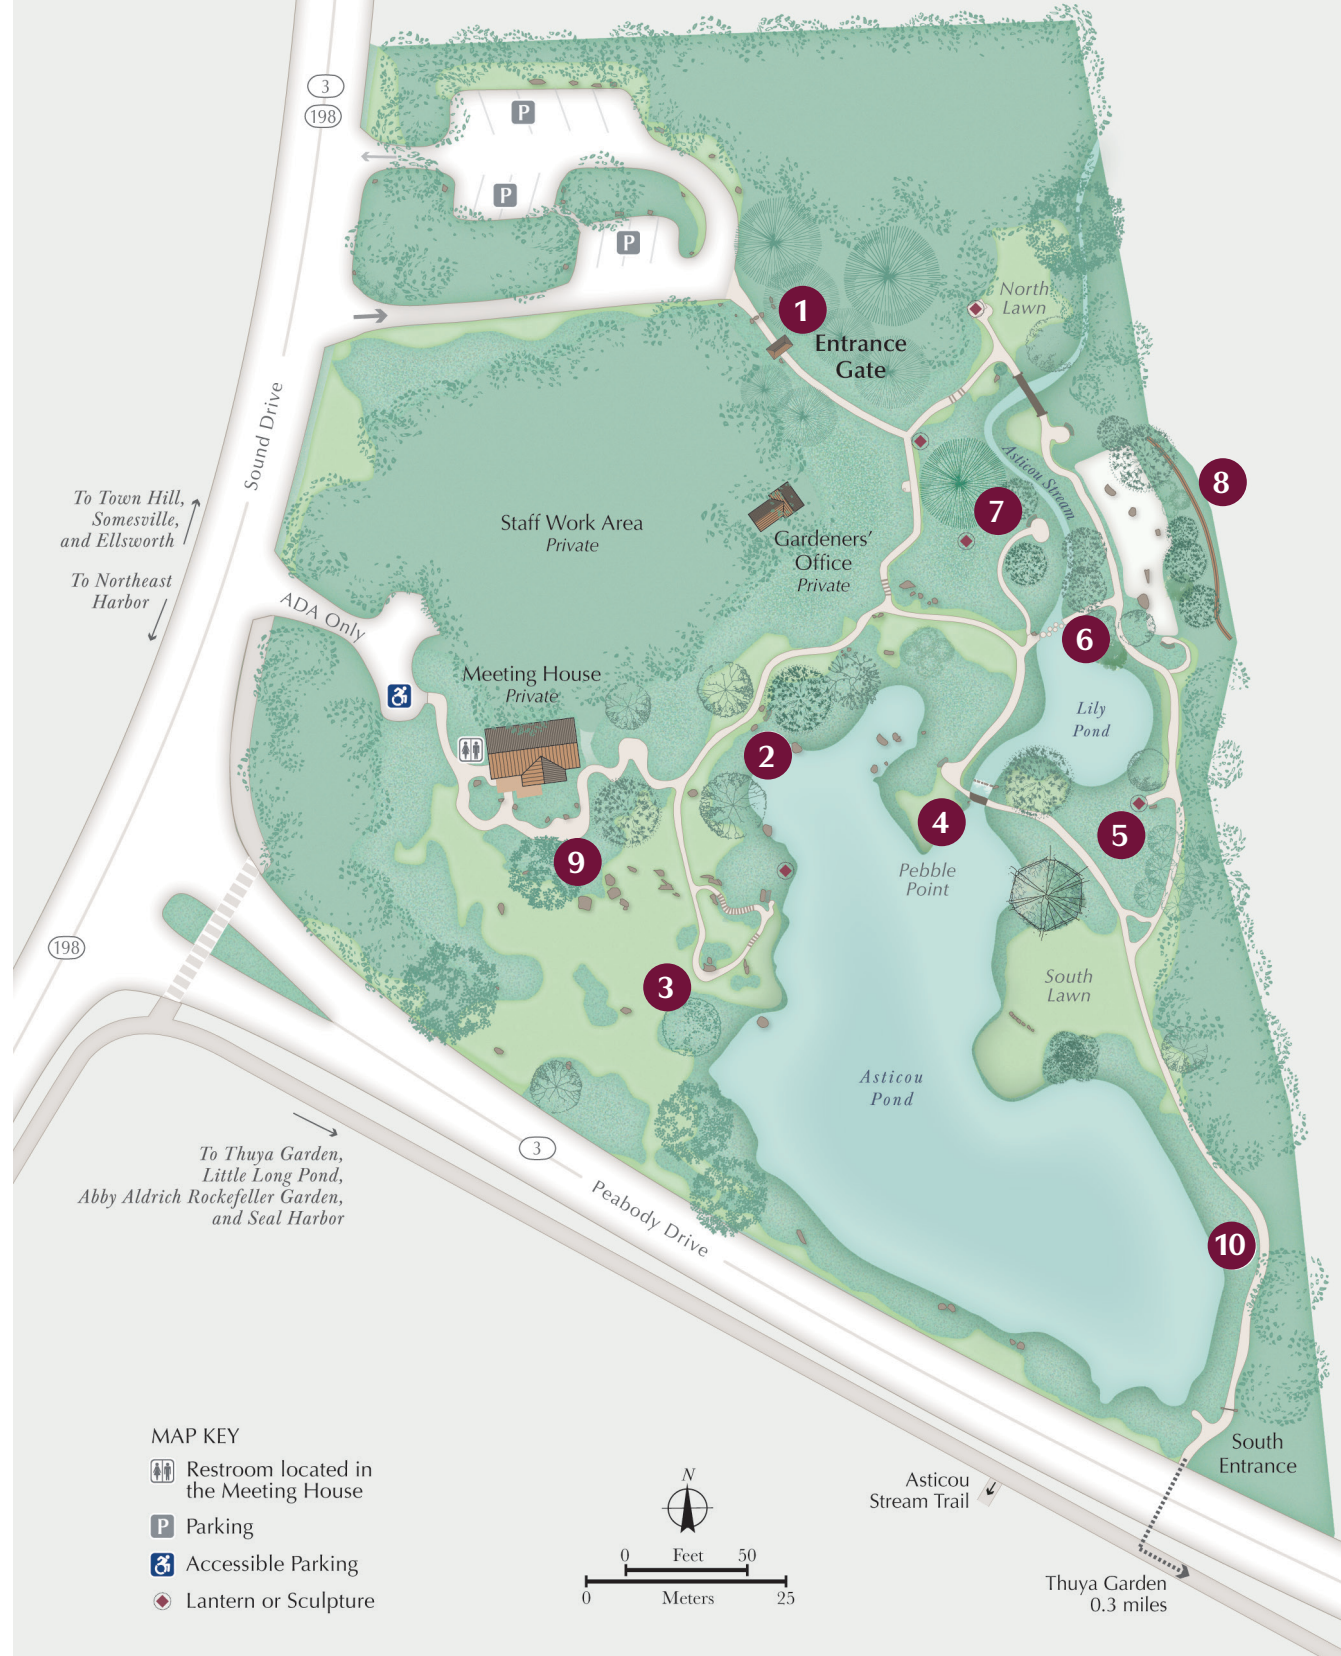 3
198
P
P
P
1
Entrance
Gate
North
Lawn
Sound Drive
Asticou Stream
8
7
To Town Hill,
Somesville,
and Ellsworth
To Northeast
Harbor
Staff Work Area
Private
Gardeners'
Office
Private
ADA Only
6
Meeting House
Private
Lily
Pond
2
4
5
Pebble
Point
9
198
3
South
Lawn
Asticou
Pond
3
Peabody Drive
To Thuya Garden,
Little Long Pond,
Abby Aldrich Rockefeller Garden,
and Seal Harbor
10
South
Entrance
MAP KEY
Restroom located in
the Meeting House
P Parking
Accessible Parking
Lantern or Sculpture
N
0 Feet 50
0 Meters 25
Asticou
Stream Trail
Thuya Garden
0.3 miles